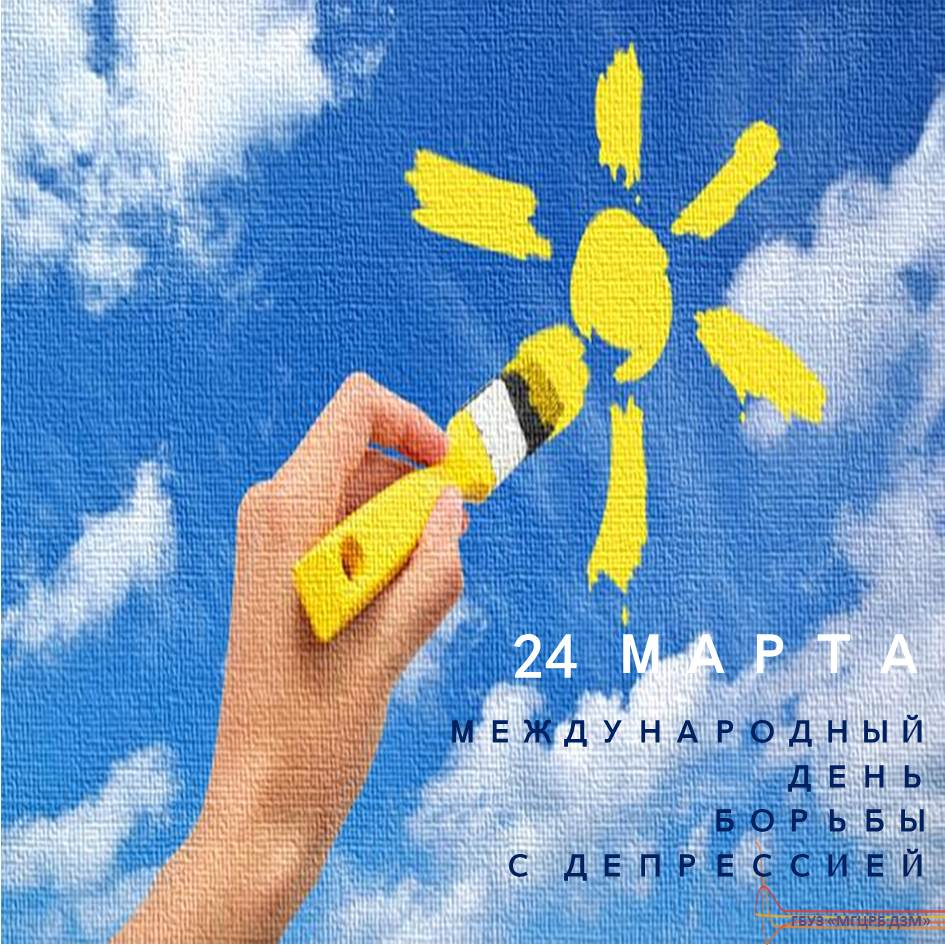 24 МАРТА
МЕЖДУНАРОДНЫЙ
ДЕНЬ
БОРЬБЫ
С ДЕПРЕССИЕЙ
ГБУЗ «МГЦРБ ДЗМ»